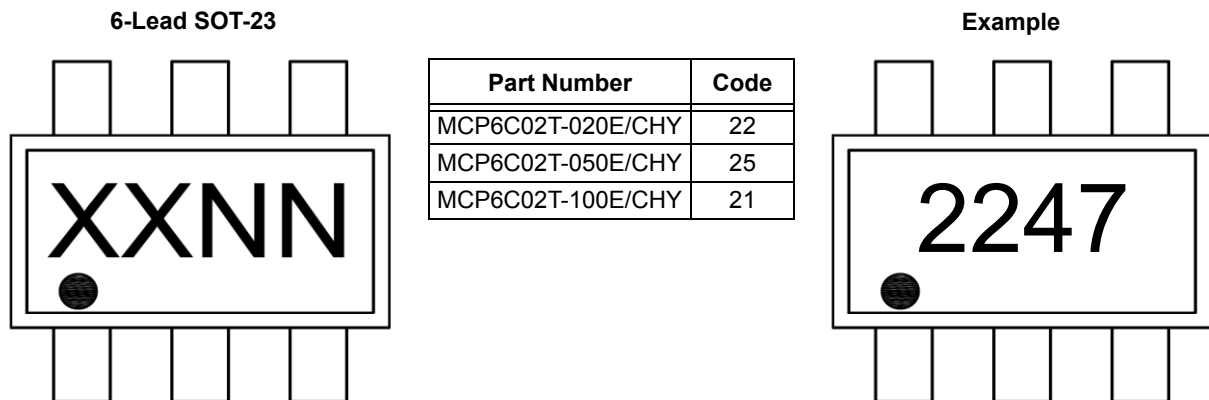 6-Lead SOT-23
XXNN
Part Number Code
MCP6C02T-020E/CHY 22
MCP6C02T-050E/CHY 25
MCP6C02T-100E/CHY 21
Example
2247